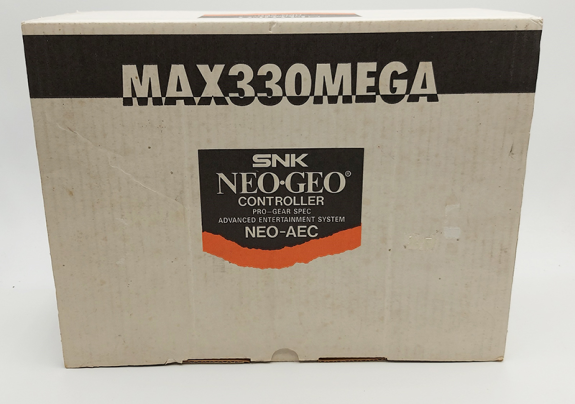 MAX330MEGA
SNK
NEO·GEO®
CONTROLLER
PRO-GEAR SPEC
ADVANCED ENTERTAINMENT SYSTEM
NEO-AEC